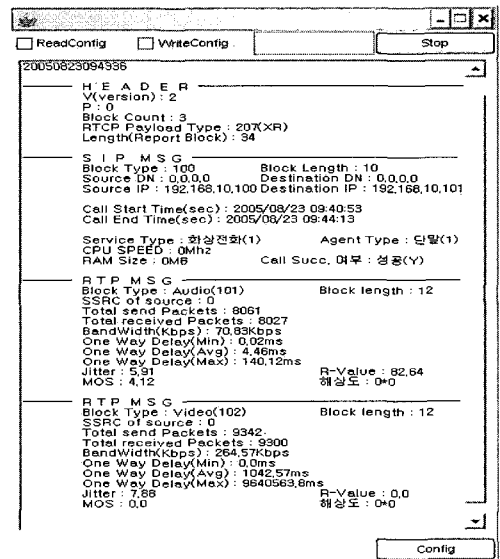 ReadConfig WriteConfig Stop
20050823094336
H E A D E R
V(version) : 2
P : 0
Block Count : 3
RTCP Payload Type : 207(XR)
Length(Report Block) : 34
S I P M S G
Block Type : 100 Block Length : 10
Source DN : 0,0,0,0 Destination DN : 0,0,0,0
Source IP : 192,168,10,100 Destination IP : 192,168,10,101
Call Start Time(sec) : 2005/08/23 09:40:53
Call End Time(sec) : 2005/08/23 09:44:13
Service Type : 화상전화(1) Agent Type : 단말(1)
CPU SPEED : 0Mhz
RAM Size : 0MB Call Succ, 여부 : 성공(Y)
R T P M S G
Block Type : Audio(101) Block length : 12
SSRC of source : 0
Total send Packets : 8061
Total received Packets : 8027
BandWidth(Kbps) : 70,83Kbps
One Way Delay(Min) : 0,02ms
One Way Delay(Avg) : 4,46ms
One Way Delay(Max) : 140,12ms
Jitter : 5,91 R-Value : 82,64
MOS : 4,12 해상도 : 0*0
R T P M S G
Block Type : Video(102) Block length : 12
SSRC of source : 0
Total send Packets : 9342
Total received Packets : 9300
BandWidth(Kbps) : 264,57Kbps
One Way Delay(Min) : 0,0ms
One Way Delay(Avg) : 1042,57ms
One Way Delay(Max) : 9640563,8ms
Jitter : 7,88 R-Value : 0,0
MOS : 0,0 해상도 : 0*0
Config